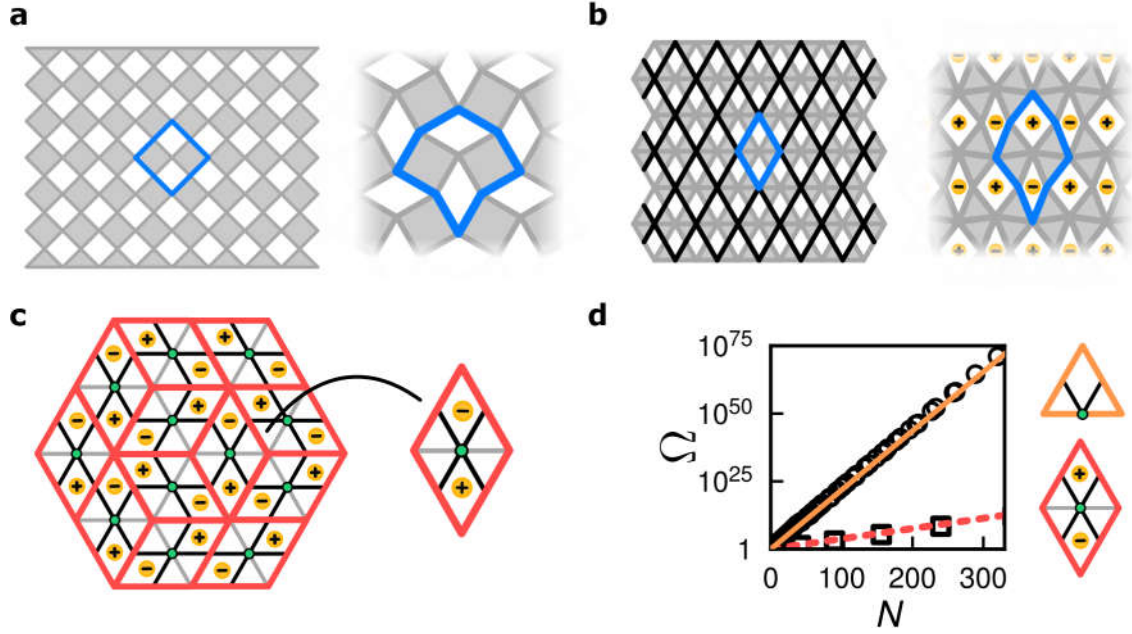 a
b
− − − − −
+ − + − +
− + − + −
+ + + + +
c
+ +
− −
− + + −
− + − −
+ − + +
+ − − +
+ +
− −
−
+
d
10^75
10^50
10^25
1
Ω
0 100 200 300
N
+
−